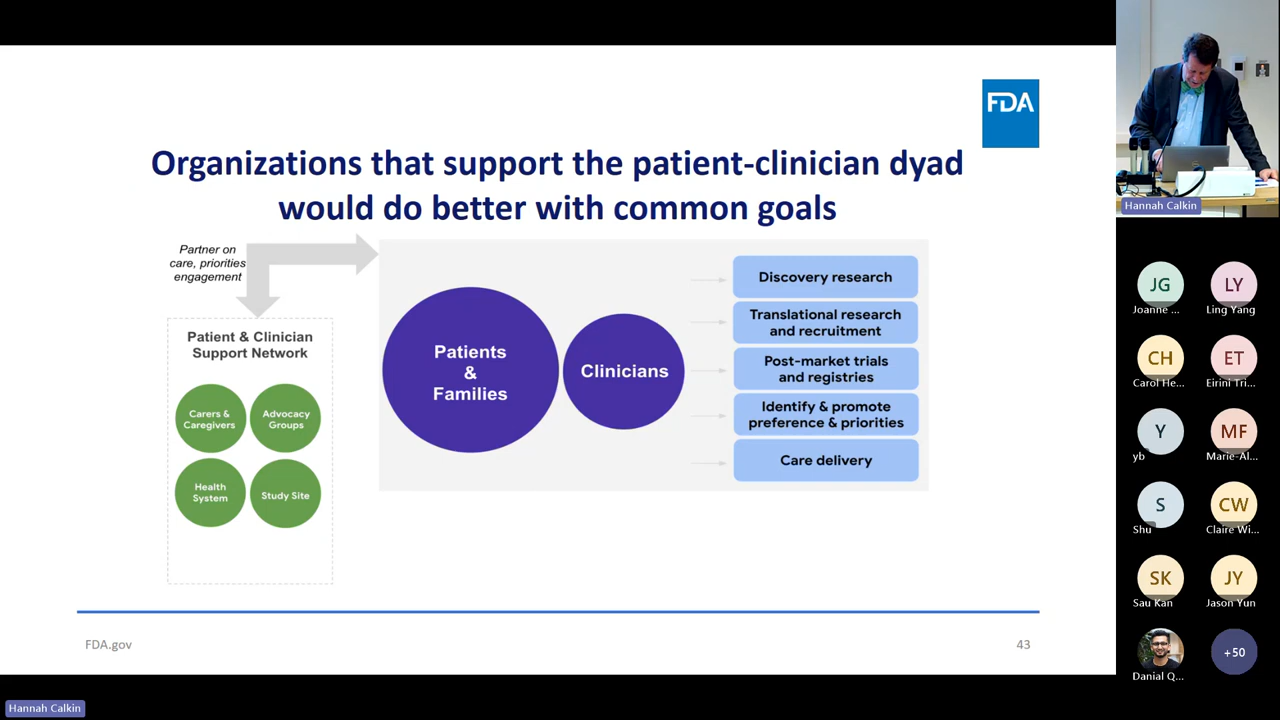 FDA
Organizations that support the patient-clinician dyad
would do better with common goals
Partner on
care, priorities
engagement
Patient & Clinician
Support Network
Carers &
Caregivers
Advocacy
Groups
Health
System
Study Site
Patients
&
Families
Clinicians
Discovery research
Translational research
and recruitment
Post-market trials
and registries
Identify & promote
preference & priorities
Care delivery
FDA.gov
43
Hannah Calkin
JG
Joanne ...
LY
Ling Yang
CH
Carol He...
ET
Eirini Tri...
Y
yb
MF
Marie-Al...
S
Shu
CW
Claire Wi...
SK
Sau Kan
JY
Jason Yun
Danial Q...
+50
Hannah Calkin